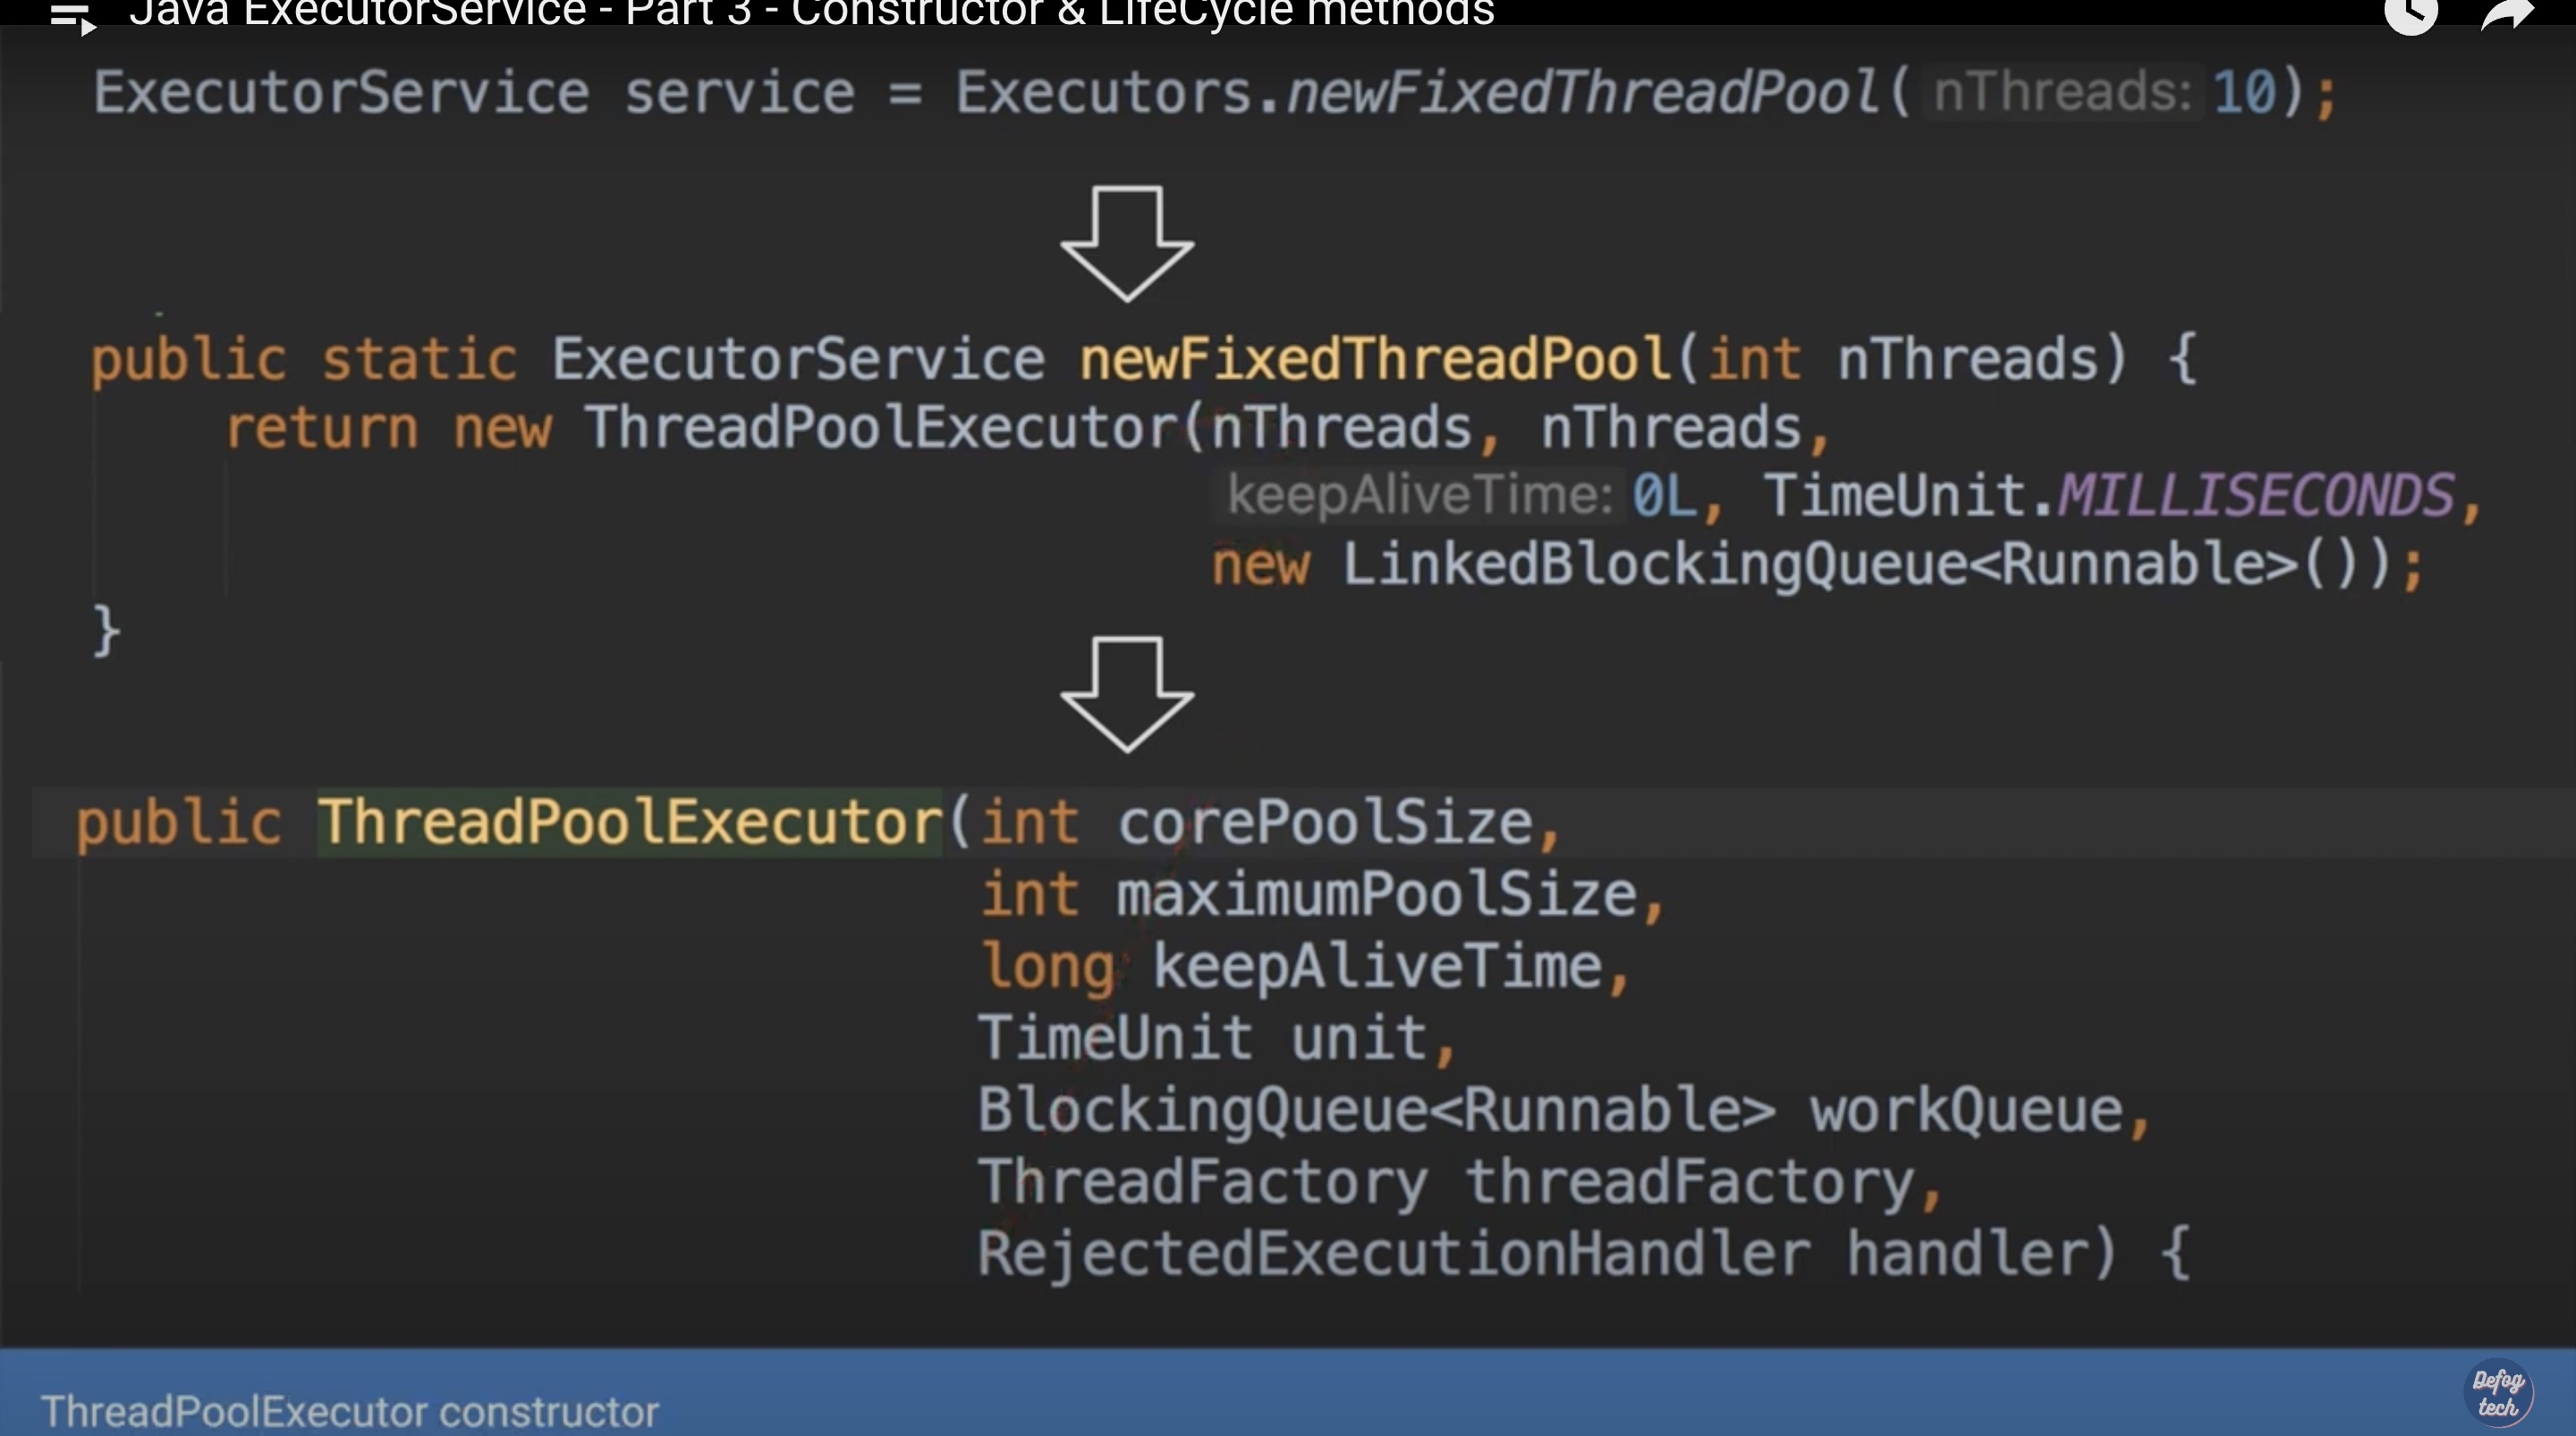 Java ExecutorService - Part 3 - Constructor & LifeCycle methods
ExecutorService service = Executors.newFixedThreadPool( nThreads: 10);
public static ExecutorService newFixedThreadPool(int nThreads) {
return new ThreadPoolExecutor(nThreads, nThreads,
keepAliveTime: 0L, TimeUnit.MILLISECONDS,
new LinkedBlockingQueue<Runnable>());
}
public ThreadPoolExecutor(int corePoolSize,
int maximumPoolSize,
long keepAliveTime,
TimeUnit unit,
BlockingQueue<Runnable> workQueue,
ThreadFactory threadFactory,
RejectedExecutionHandler handler) {
ThreadPoolExecutor constructor
Defog
tech